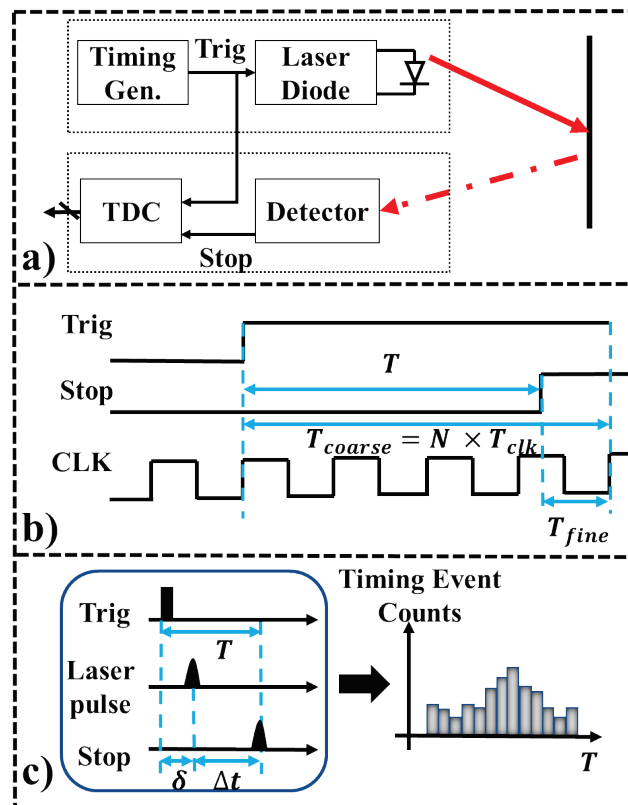 Timing
Gen.
Trig
Laser
Diode
TDC
Detector
Stop
a)
Trig
T
Stop
T_coarse = N × T_clk
CLK
T_fine
b)
Timing Event
Counts
Trig
T
Laser
pulse
Stop
δ Δt
T
c)